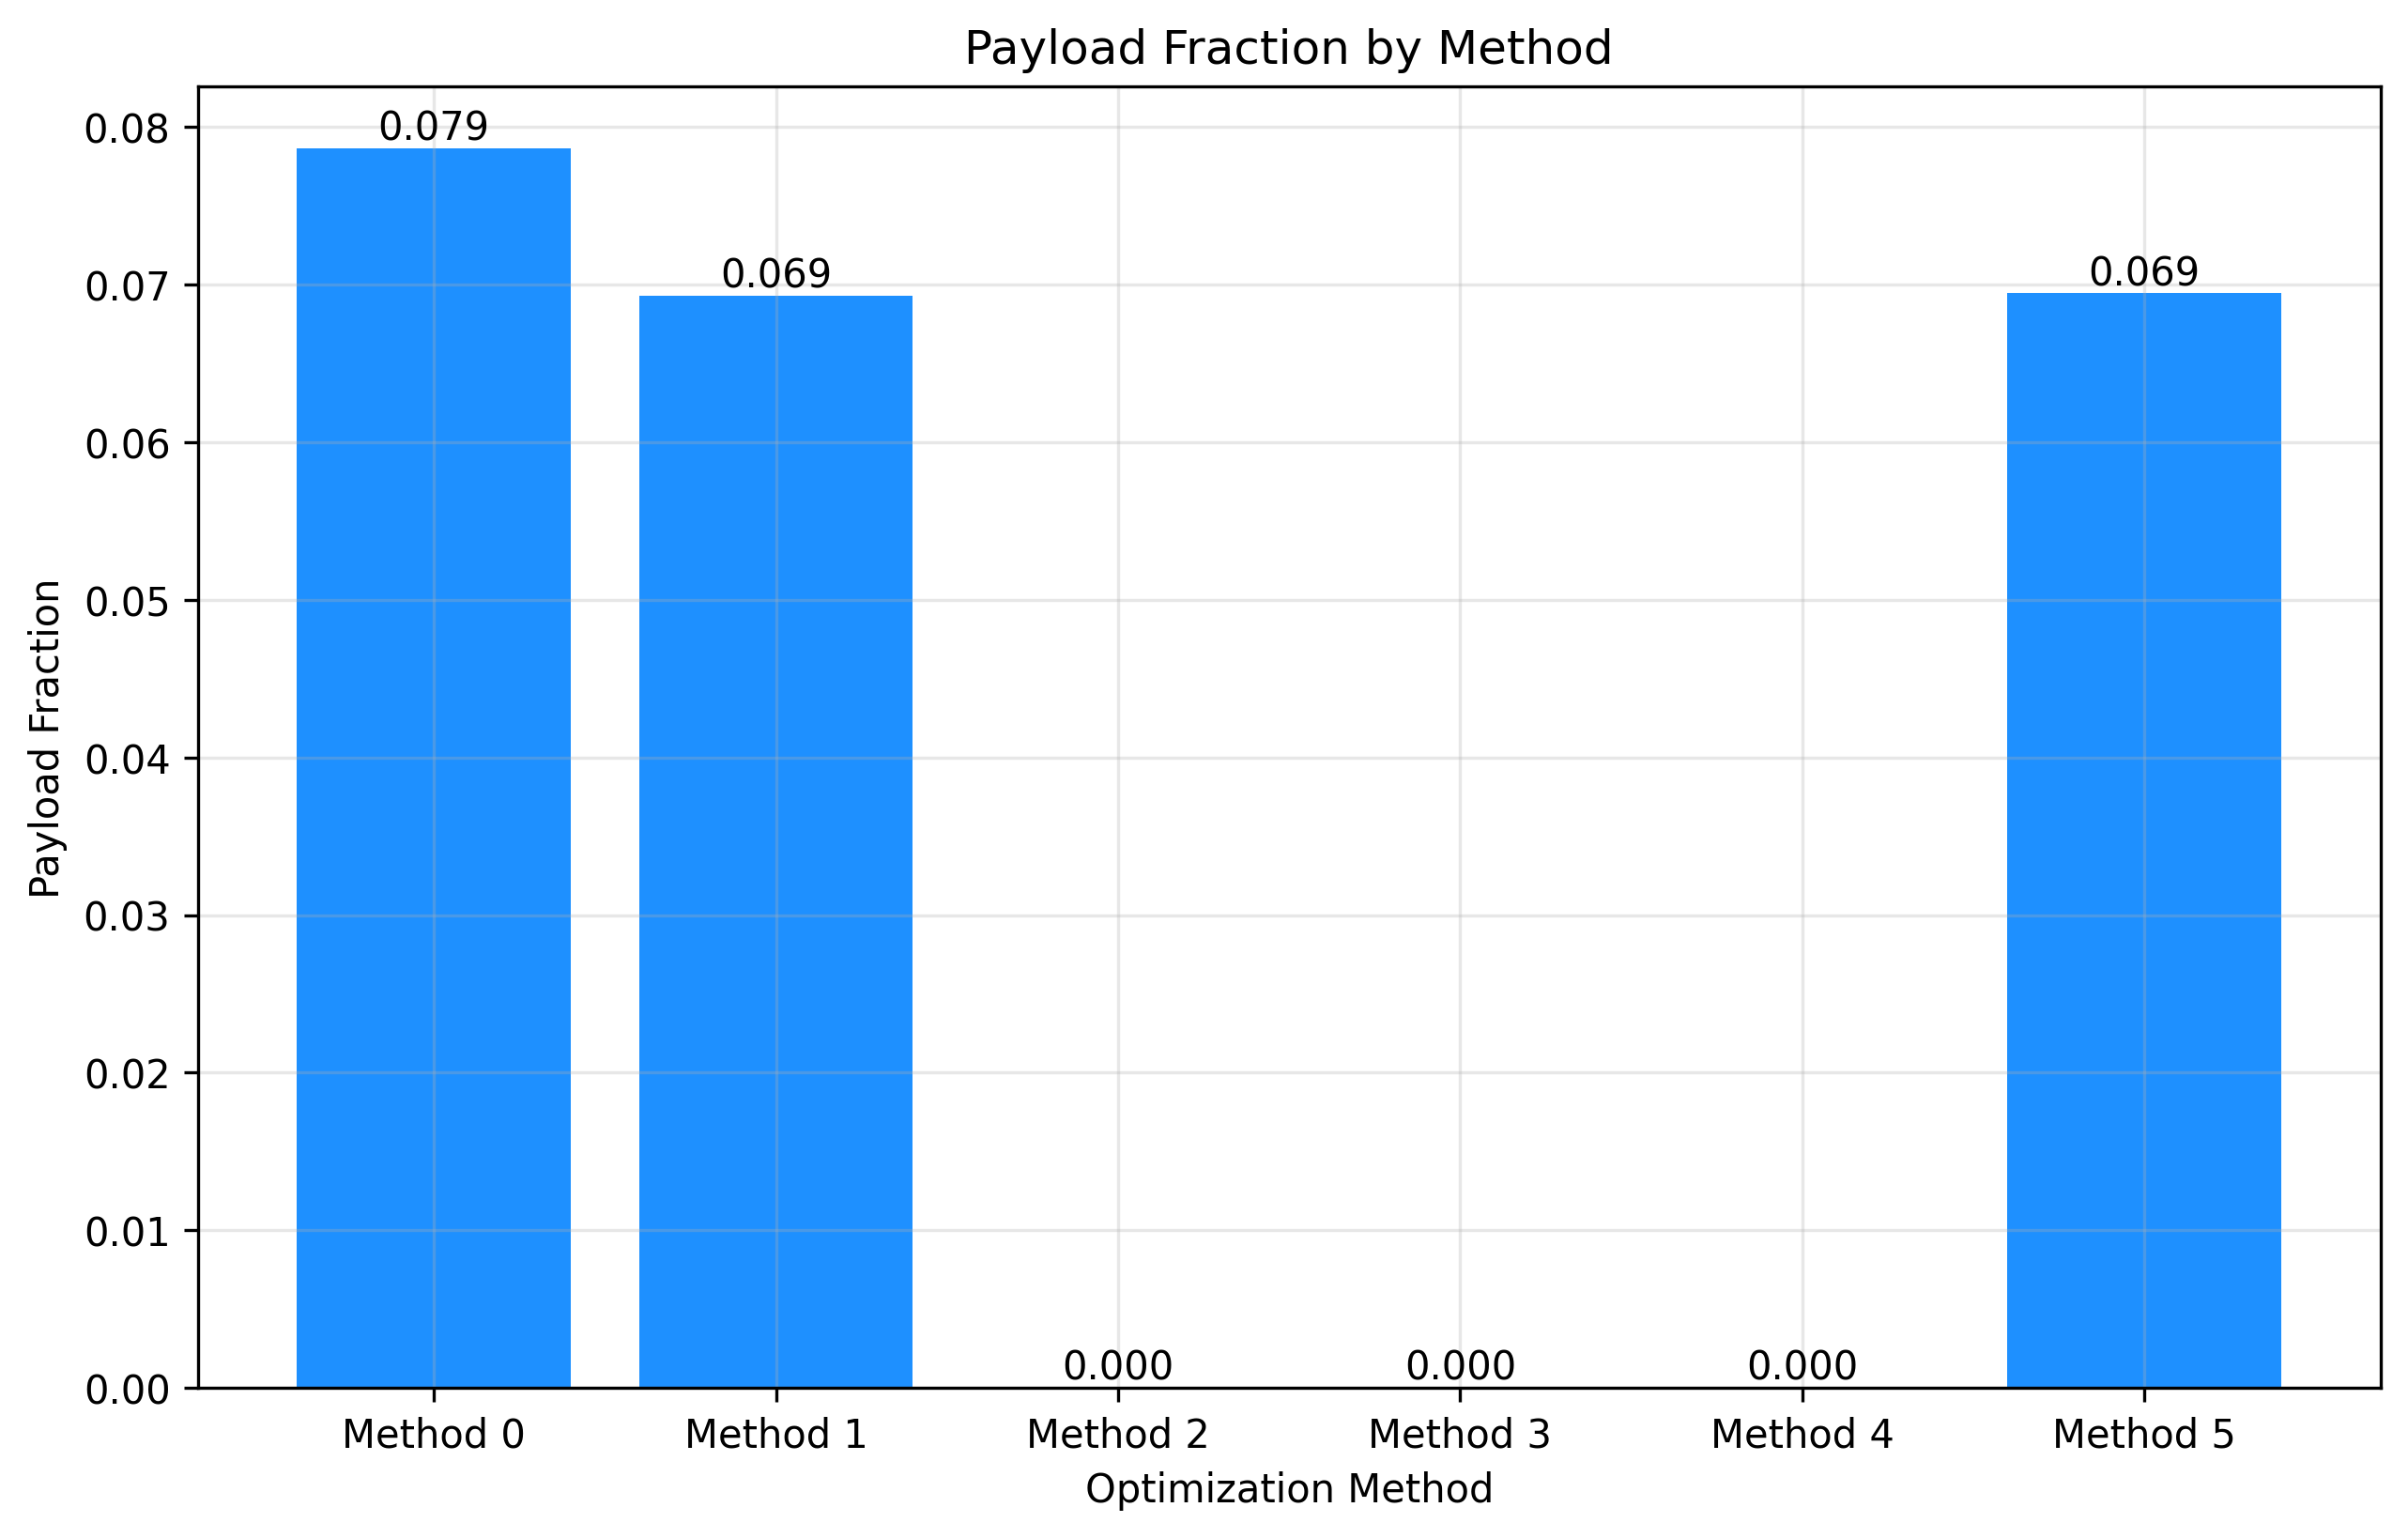 Payload Fraction by Method
Payload Fraction
0.08
0.07
0.06
0.05
0.04
0.03
0.02
0.01
0.00
0.079
0.069
0.000
0.000
0.000
0.069
Method 0
Method 1
Method 2
Method 3
Method 4
Method 5
Optimization Method